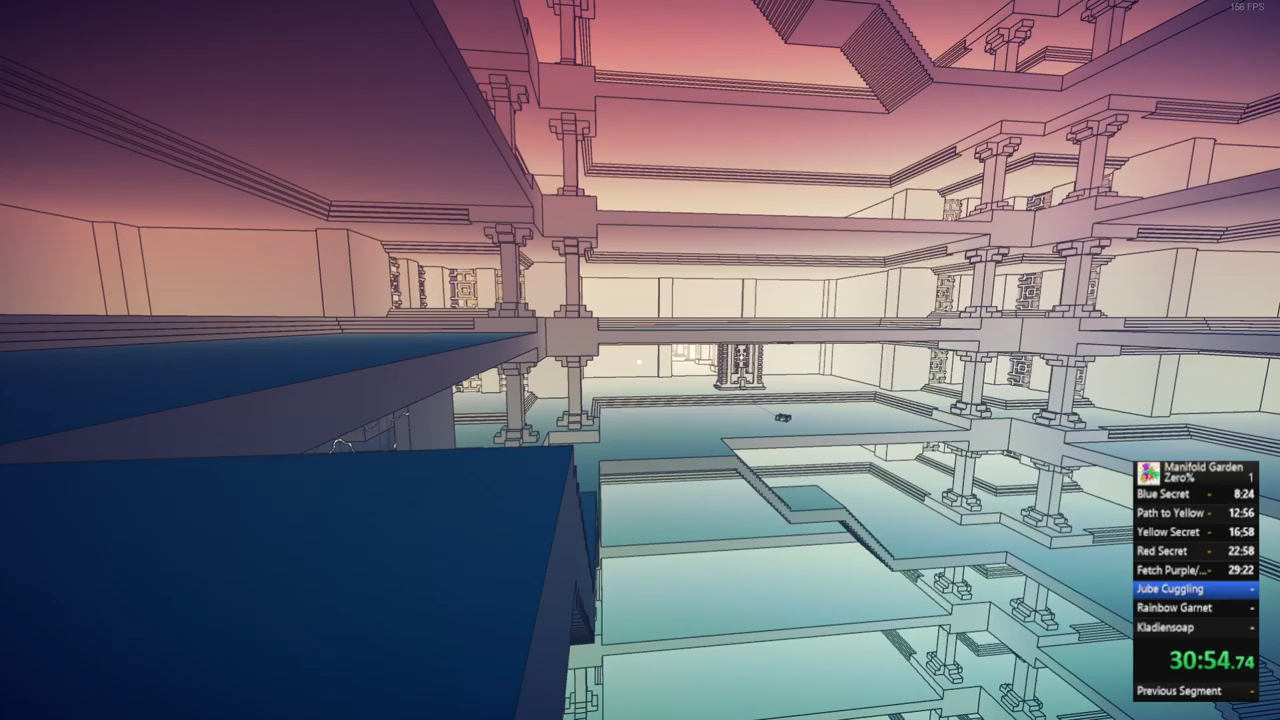 156 FPS
Manifold Garden
Zero% 1
Blue Secret - 8:24
Path to Yellow - 12:56
Yellow Secret - 16:58
Red Secret - 22:58
Fetch Purple/... - 29:22
Jube Cuggling -
Rainbow Garnet -
Kladiensoap -
30:54.74
Previous Segment -